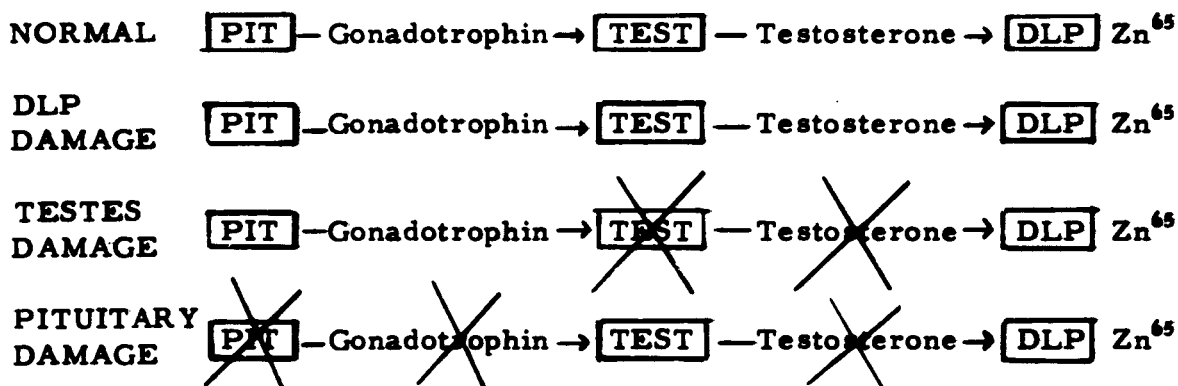 NORMAL PIT – Gonadotrophin → TEST – Testosterone → DLP Zn⁶⁵
DLP
DAMAGE PIT – Gonadotrophin → TEST – Testosterone → DLP Zn⁶⁵
TESTES
DAMAGE PIT – Gonadotrophin → TEST – Testosterone → DLP Zn⁶⁵
PITUITARY
DAMAGE PIT – Gonadotrophin → TEST – Testosterone → DLP Zn⁶⁵